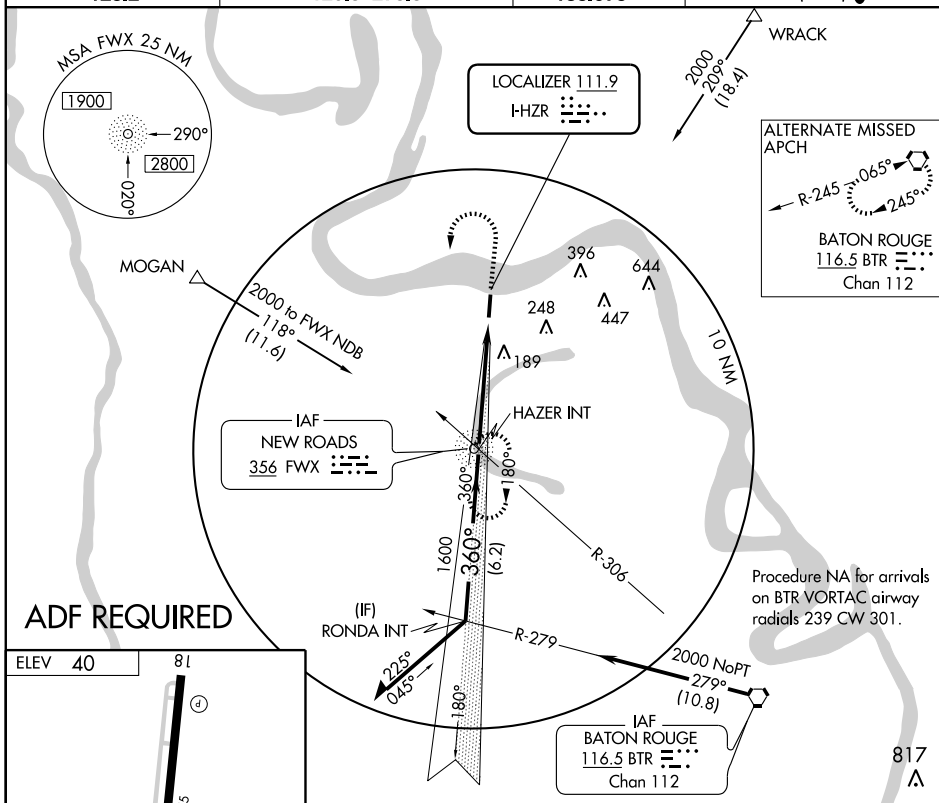 MSA FWX 25 NM
1900
290°
2800
020°
LOCALIZER 111.9
I-HZR
WRACK
2000
209°
(18.4)
ALTERNATE MISSED
APCH
R-245
065°
245°
BATON ROUGE
116.5 BTR
Chan 112
MOGAN
2000 to FWX NDB
118°
(11.6)
396
644
248
447
189
10 NM
HAZER INT
IAF
NEW ROADS
356 FWX
180°
360°
1600
360°
(6.2)
R-306
Procedure NA for arrivals
on BTR VORTAC airway
radials 239 CW 301.
ADF REQUIRED
(IF)
RONDA INT
R-279
2000 NoPT
279°
(10.8)
225°
045°
180°
IAF
BATON ROUGE
116.5 BTR
Chan 112
817
ELEV 40
18
P